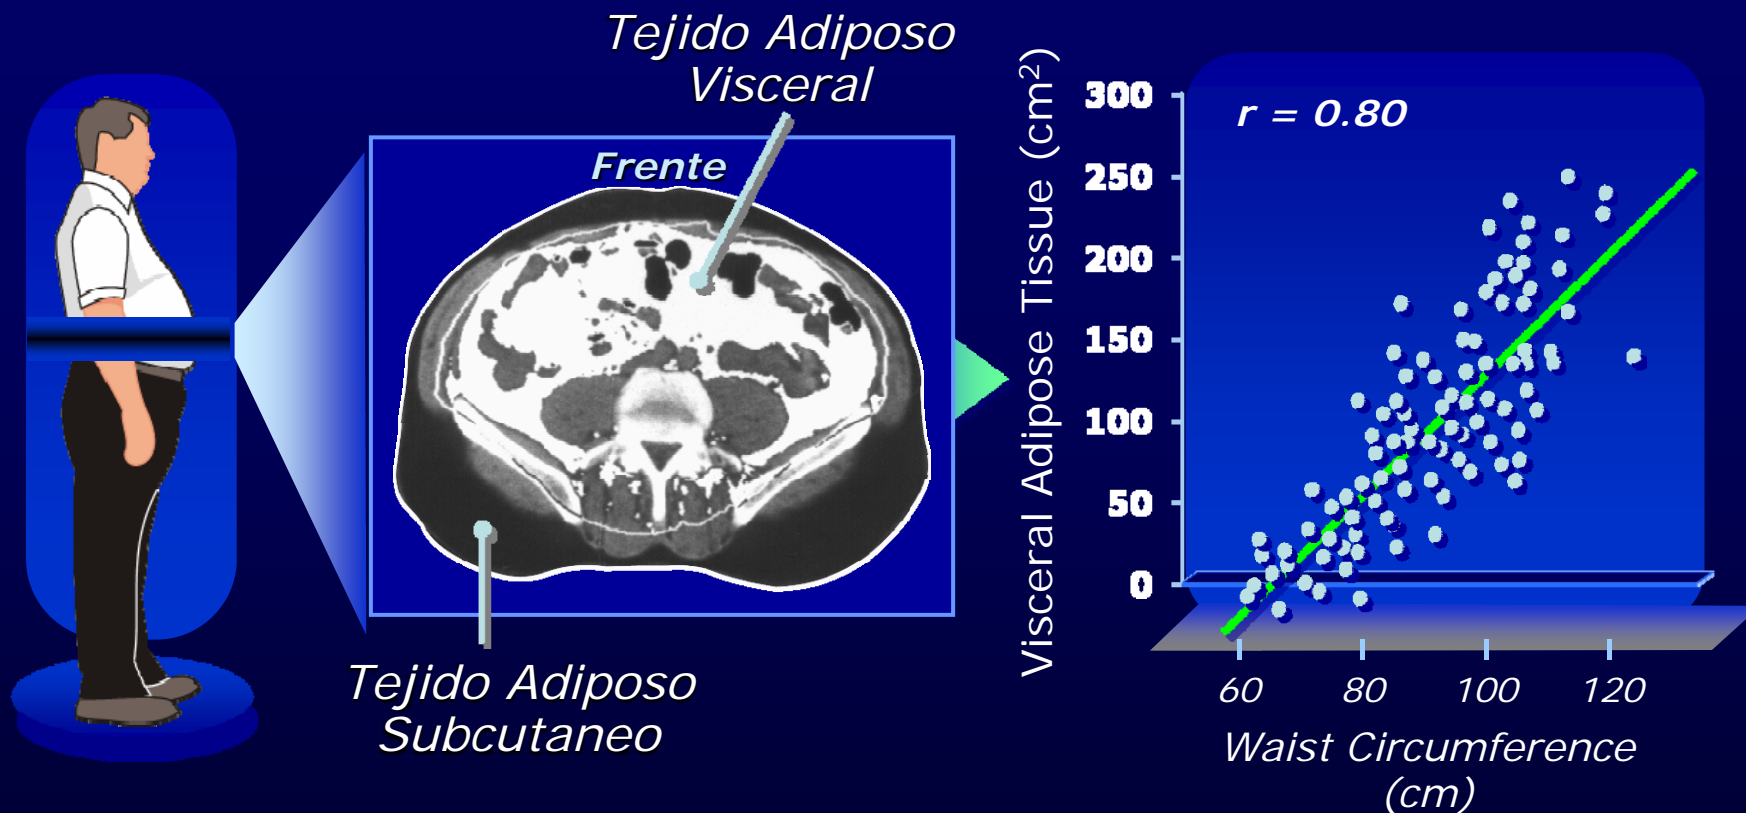 Tejido Adiposo
Visceral
Frente
Tejido Adiposo
Subcutaneo
Visceral Adipose Tissue (cm²)
300
250
200
150
100
50
0
r = 0.80
60 80 100 120
Waist Circumference
(cm)